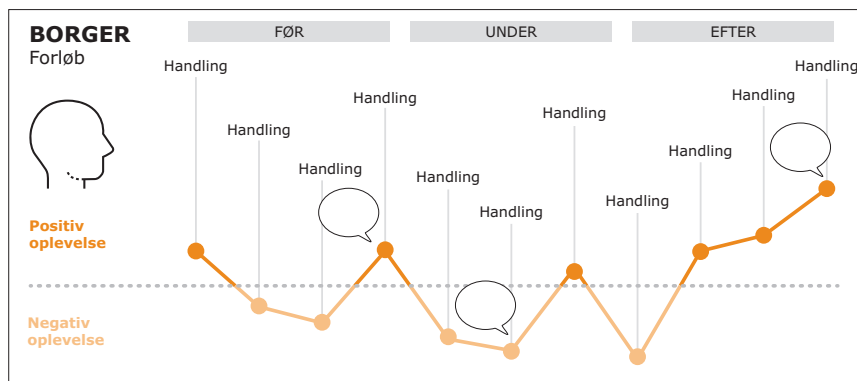 BORGER
Forløb
FØR
UNDER
EFTER
Handling
Handling
Handling
Handling
Handling
Handling
Handling
Handling
Handling
Handling
Handling
Positiv
oplevelse
Negativ
oplevelse